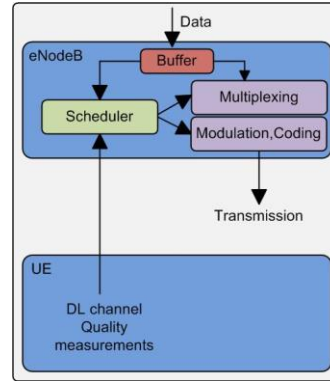 Data
eNodeB
Buffer
Scheduler
Multiplexing
Modulation,Coding
Transmission
UE
DL channel
Quality
measurements